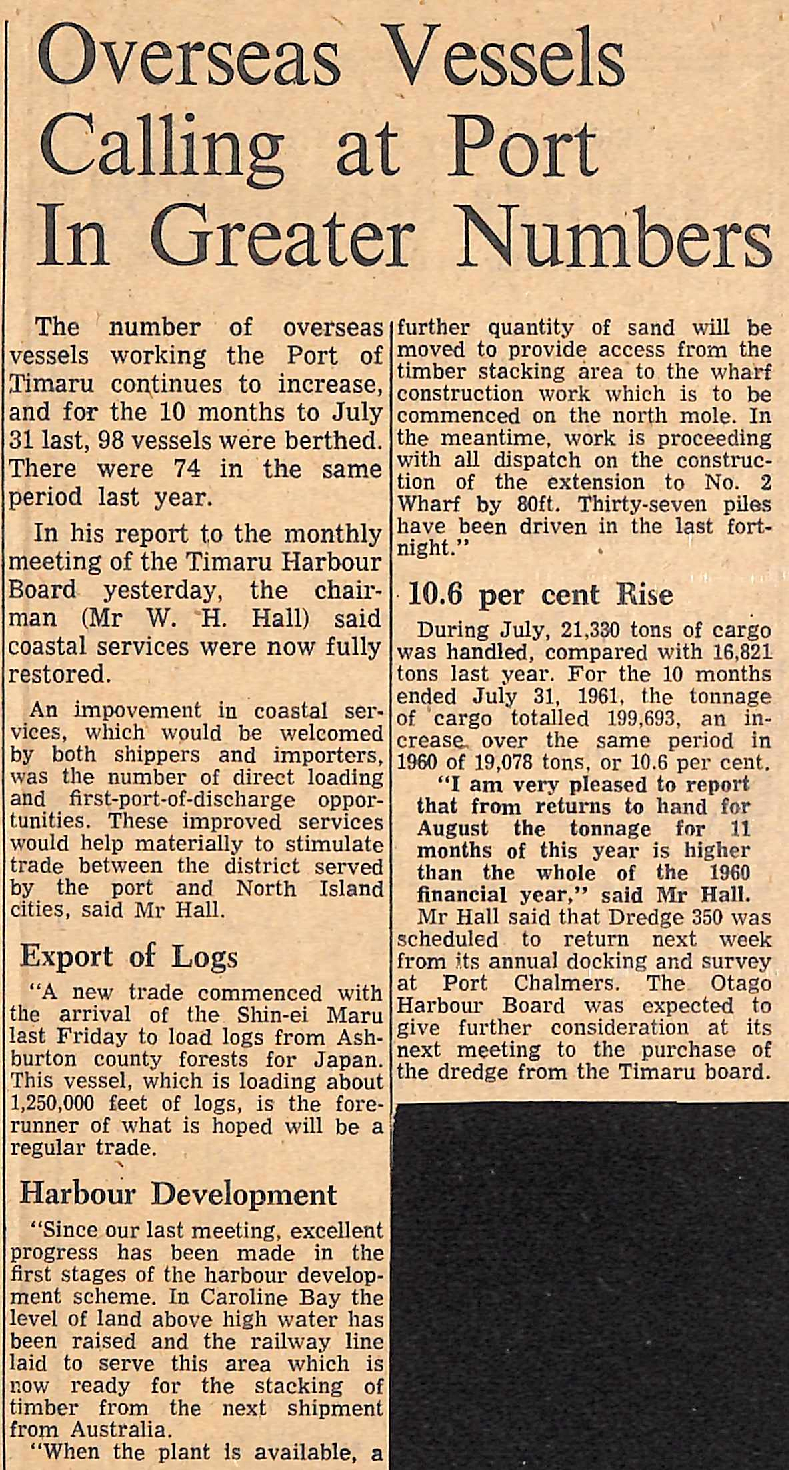 Overseas Vessels
Calling at Port
In Greater Numbers
The number of overseas
vessels working the Port of
Timaru continues to increase,
and for the 10 months to July
31 last, 98 vessels were berthed.
There were 74 in the same
period last year.
In his report to the monthly
meeting of the Timaru Harbour
Board yesterday, the chair-
man (Mr W. H. Hall) said
coastal services were now fully
restored.
An impovement in coastal ser-
vices, which would be welcomed
by both shippers and importers,
was the number of direct loading
and first-port-of-discharge oppor-
tunities. These improved services
would help materially to stimulate
trade between the district served
by the port and North Island
cities, said Mr Hall.
Export of Logs
"A new trade commenced with
the arrival of the Shin-ei Maru
last Friday to load logs from Ash-
burton county forests for Japan.
This vessel, which is loading about
1,250,000 feet of logs, is the fore-
runner of what is hoped will be a
regular trade.
Harbour Development
"Since our last meeting, excellent
progress has been made in the
first stages of the harbour develop-
ment scheme. In Caroline Bay the
level of land above high water has
been raised and the railway line
laid to serve this area which is
now ready for the stacking of
timber from the next shipment
from Australia.
"When the plant is available, a
further quantity of sand will be
moved to provide access from the
timber stacking area to the wharf
construction work which is to be
commenced on the north mole. In
the meantime, work is proceeding
with all dispatch on the construc-
tion of the extension to No. 2
Wharf by 80ft. Thirty-seven piles
have been driven in the last fort-
night."
10.6 per cent Rise
During July, 21,330 tons of cargo
was handled, compared with 16,821
tons last year. For the 10 months
ended July 31, 1961, the tonnage
of cargo totalled 199,693, an in-
crease over the same period in
1960 of 19,078 tons, or 10.6 per cent.
"I am very pleased to report
that from returns to hand for
August the tonnage for 11
months of this year is higher
than the whole of the 1960
financial year," said Mr Hall.
Mr Hall said that Dredge 350 was
scheduled to return next week
from its annual docking and survey
at Port Chalmers. The Otago
Harbour Board was expected to
give further consideration at its
next meeting to the purchase of
the dredge from the Timaru board.